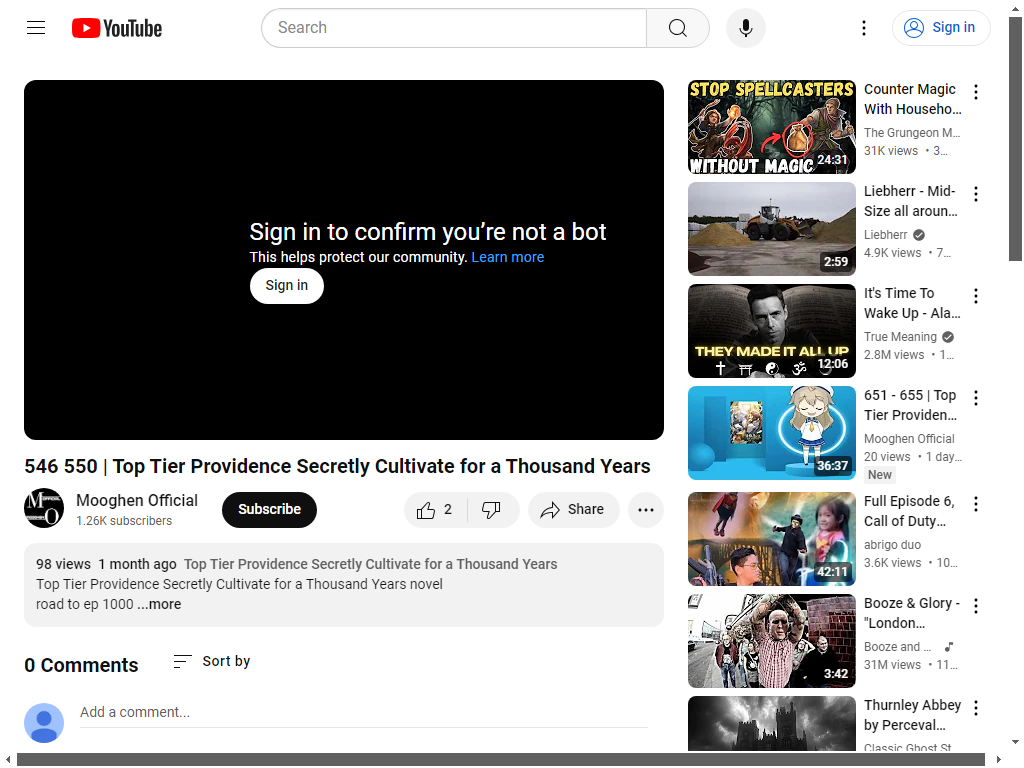 YouTube
Search
Sign in
Sign in to confirm you’re not a bot
This helps protect our community. Learn more
Sign in
546 550 | Top Tier Providence Secretly Cultivate for a Thousand Years
Mooghen Official
1.26K subscribers
Subscribe
2
Share
98 views 1 month ago Top Tier Providence Secretly Cultivate for a Thousand Years
Top Tier Providence Secretly Cultivate for a Thousand Years novel
road to ep 1000 ...more
0 Comments
Sort by
Add a comment...
STOP SPELLCASTERS
WITHOUT MAGIC
24:31
Counter Magic
With Househo...
The Grungeon M...
31K views • 3...
2:59
Liebherr - Mid-
Size all aroun...
Liebherr
4.9K views • 7...
THEY MADE IT ALL UP
12:06
It's Time To
Wake Up - Ala...
True Meaning
2.8M views • 1...
36:37
651 - 655 | Top
Tier Providen...
Mooghen Official
20 views • 1 day...
New
42:11
Full Episode 6,
Call of Duty...
abrigo duo
3.6K views • 10...
3:42
Booze & Glory -
"London...
Booze and ...
31M views • 11...
Thurnley Abbey
by Perceval...
Classic Ghost St...